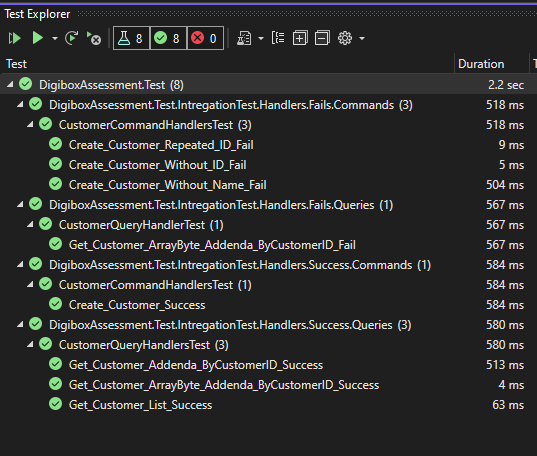 Test Explorer
8 8 0
Test Duration
DigiboxAssessment.Test (8) 2.2 sec
DigiboxAssessment.Test.IntregationTest.Handlers.Fails.Commands (3) 518 ms
CustomerCommandHandlersTest (3) 518 ms
Create_Customer_Repeated_ID_Fail 9 ms
Create_Customer_Without_ID_Fail 5 ms
Create_Customer_Without_Name_Fail 504 ms
DigiboxAssessment.Test.IntregationTest.Handlers.Fails.Queries (1) 567 ms
CustomerQueryHandlerTest (1) 567 ms
Get_Customer_ArrayByte_Addenda_ByCustomerID_Fail 567 ms
DigiboxAssessment.Test.IntregationTest.Handlers.Success.Commands (1) 584 ms
CustomerCommandHandlersTest (1) 584 ms
Create_Customer_Success 584 ms
DigiboxAssessment.Test.IntregationTest.Handlers.Success.Queries (3) 580 ms
CustomerQueryHandlersTest (3) 580 ms
Get_Customer_Addenda_ByCustomerID_Success 513 ms
Get_Customer_ArrayByte_Addenda_ByCustomerID_Success 4 ms
Get_Customer_List_Success 63 ms